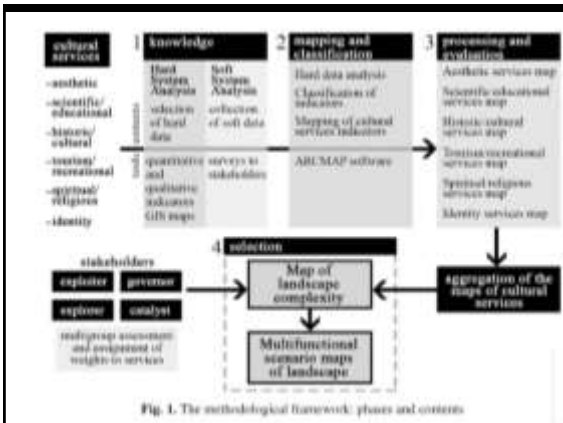 cultural
services
-aesthetic
-scientific/
educational
-historic/
cultural
-tourism/
recreational
-spiritual/
religious
-identity
1 knowledge
contents
tools
Hard
System
Analysis
selection
of hard
data
quantitative
and
qualitative
indicators
GIS maps
Soft
System
Analysis
collection
of soft data
surveys to
stakeholders
2 mapping and
classification
Hard data analysis
Classification of
indicators
Mapping of cultural
services indicators
ARCMAP software
3 processing and
evaluation
Aesthetic services map
Scientific educational
services map
Historic cultural
services map
Tourism/recreational
services map
Spiritual religious
services map
Identity services map
stakeholders
exploiter governor
explorer catalyst
multigroup assessment
and assignment of
weights to services
4 selection
Map of
landscape
complexity
Multifunctional
scenario maps
of landscape
aggregation of the
maps of cultural
services
Fig. 1. The methodological framework: phases and contents